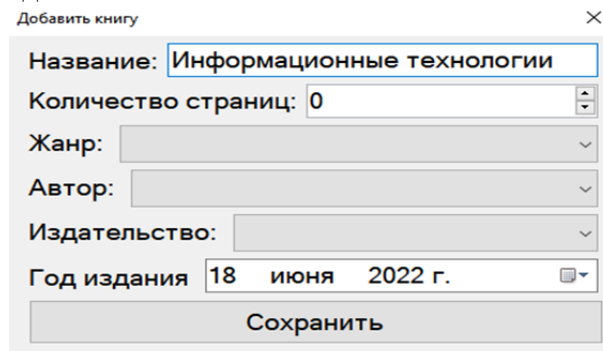 Добавить книгу
Название: Информационные технологии
Количество страниц: 0
Жанр:
Автор:
Издательство:
Год издания 18 июня 2022 г.
Сохранить